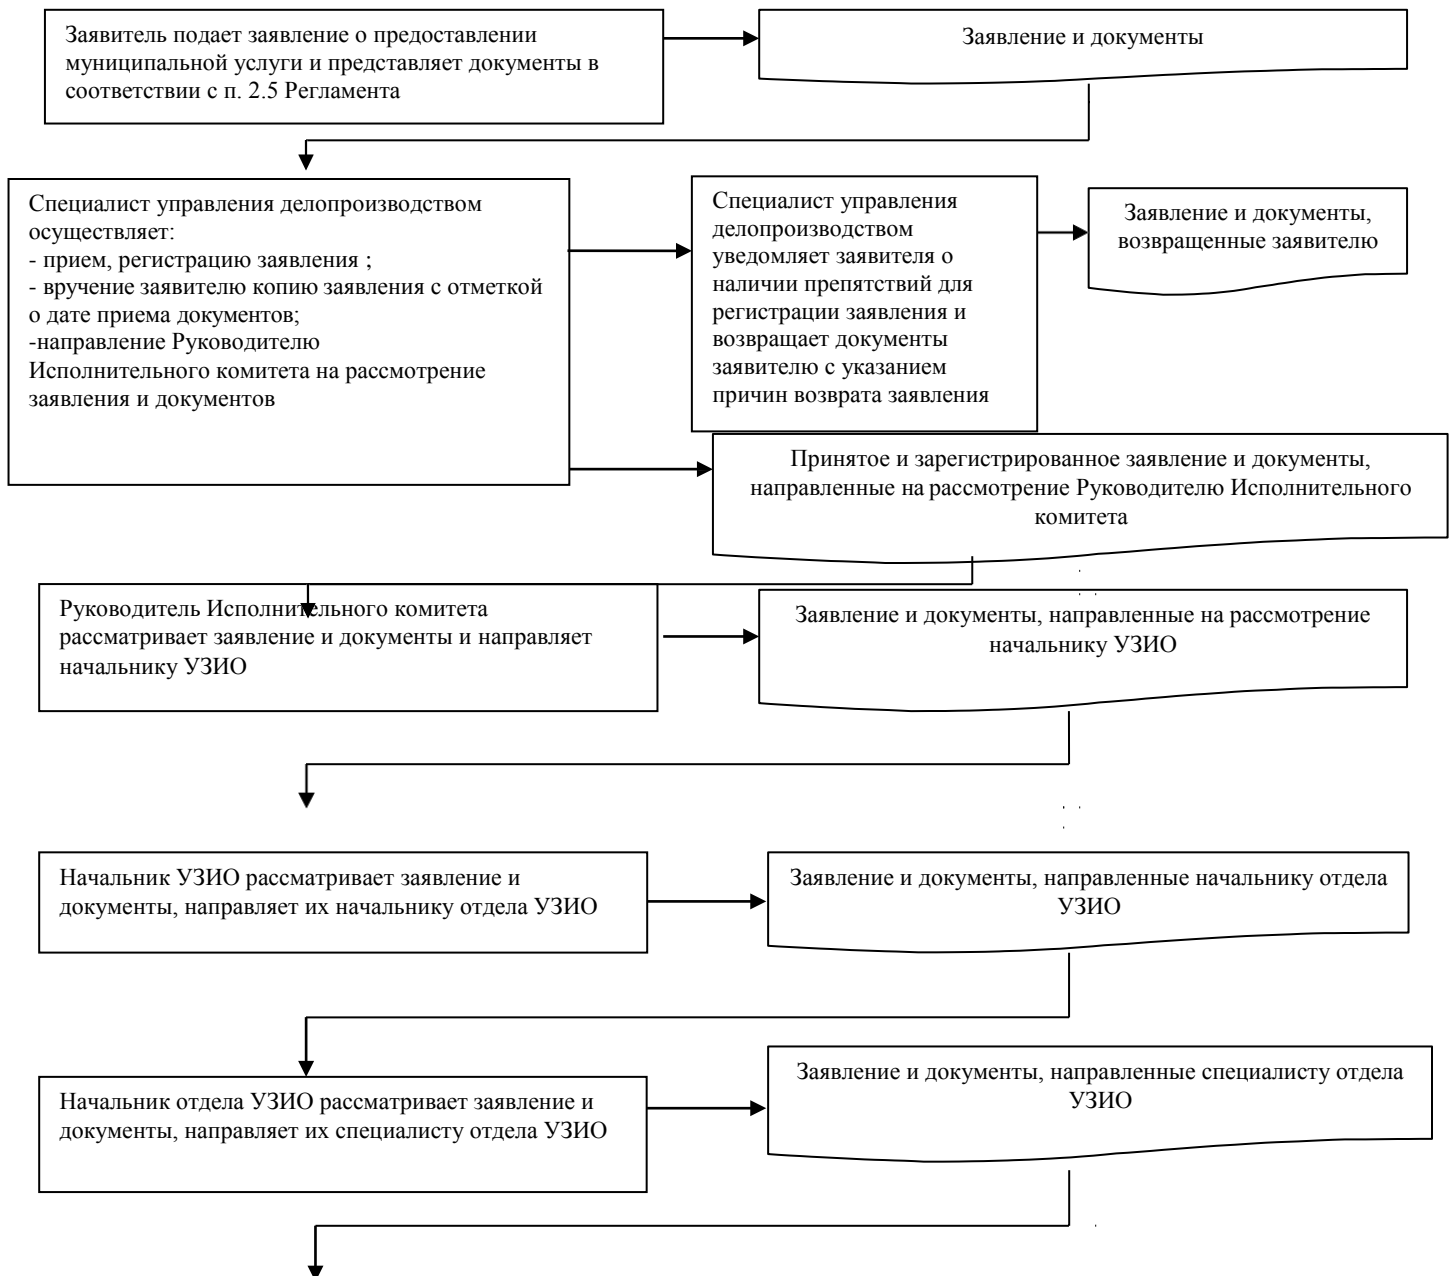 Заявитель подает заявление о предоставлении
муниципальной услуги и представляет документы в
соответствии с п. 2.5 Регламента
Заявление и документы
Специалист управления делопроизводством
осуществляет:
- прием, регистрацию заявления ;
- вручение заявителю копию заявления с отметкой
о дате приема документов;
-направление Руководителю
Исполнительного комитета на рассмотрение
заявления и документов
Специалист управления
делопроизводством
уведомляет заявителя о
наличии препятствий для
регистрации заявления и
возвращает документы
заявителю с указанием
причин возврата заявления
Заявление и документы,
возвращенные заявителю
Принятое и зарегистрированное заявление и документы,
направленные на рассмотрение Руководителю Исполнительного
комитета
Руководитель Исполнительного комитета
рассматривает заявление и документы и направляет
начальнику УЗИО
Заявление и документы, направленные на рассмотрение
начальнику УЗИО
Начальник УЗИО рассматривает заявление и
документы, направляет их начальнику отдела УЗИО
Заявление и документы, направленные начальнику отдела
УЗИО
Начальник отдела УЗИО рассматривает заявление и
документы, направляет их специалисту отдела УЗИО
Заявление и документы, направленные специалисту отдела
УЗИО